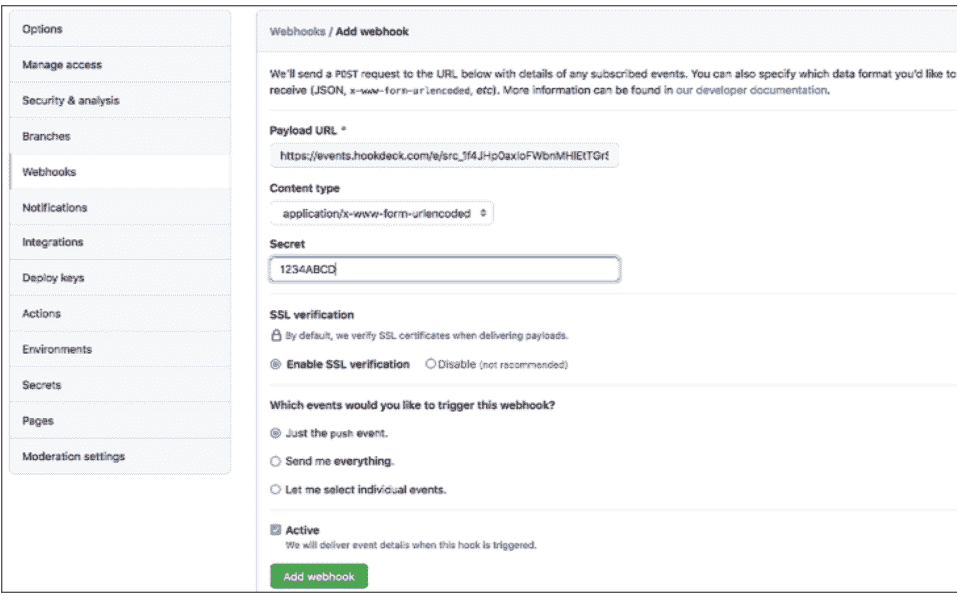 Options
Manage access
Security & analysis
Branches
Webhooks
Notifications
Integrations
Deploy keys
Actions
Environments
Secrets
Pages
Moderation settings
Webhooks / Add webhook
We'll send a POST request to the URL below with details of any subscribed events. You can also specify which data format you'd like to
receive (JSON, x-www-form-urlencoded, etc). More information can be found in our developer documentation.
Payload URL *
https://events.hookdeck.com/e/src_1f4JHp0axloFWbnMHlEtTGrS
Content type
application/x-www-form-urlencoded
Secret
1234ABCD
SSL verification
By default, we verify SSL certificates when delivering payloads.
Enable SSL verification Disable (not recommended)
Which events would you like to trigger this webhook?
Just the push event.
Send me everything.
Let me select individual events.
Active
We will deliver event details when this hook is triggered.
Add webhook